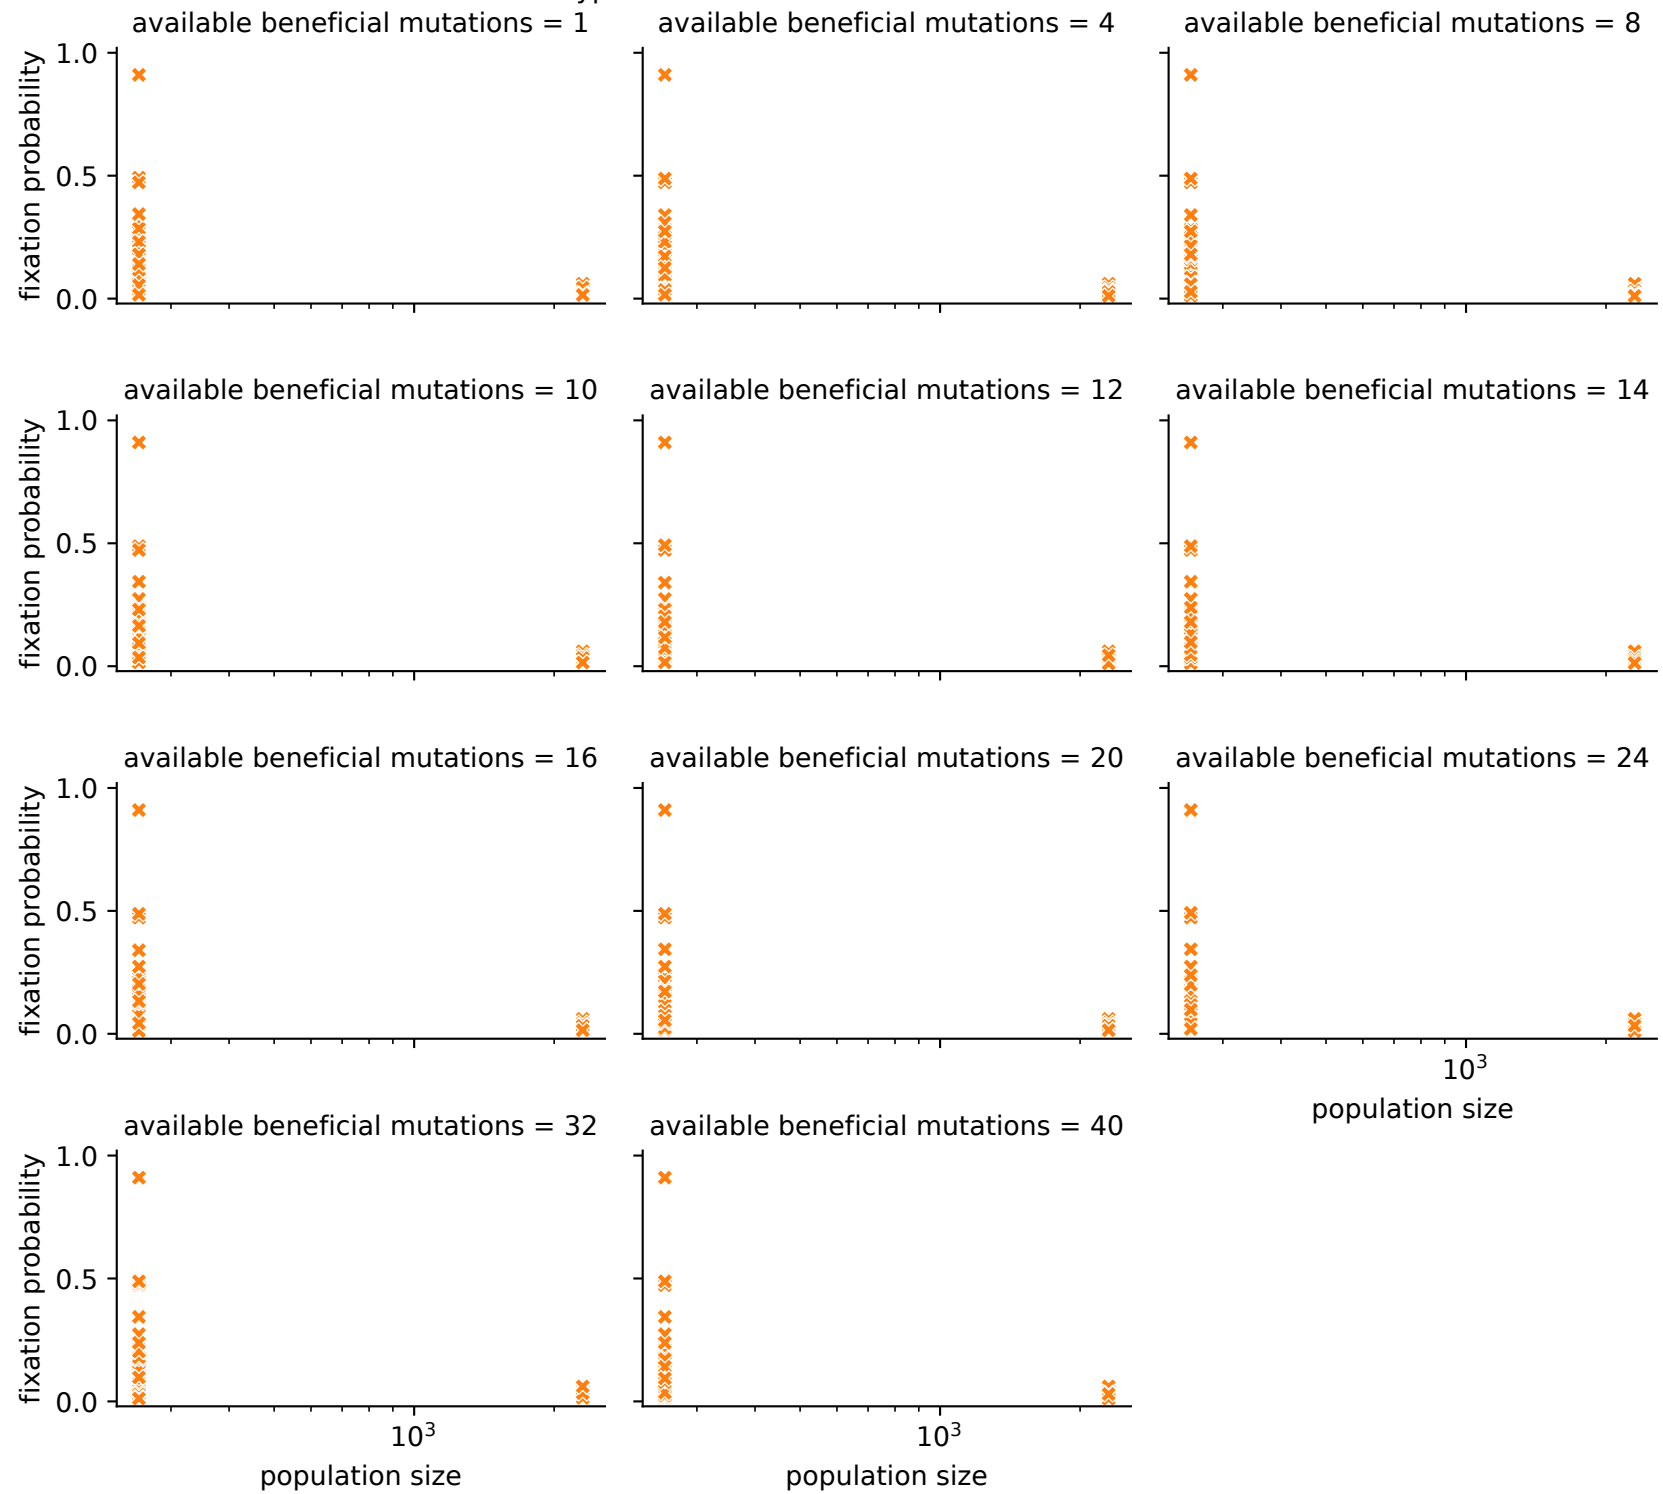 available beneficial mutations = 1
available beneficial mutations = 4
available beneficial mutations = 8
1.0
0.5
0.0
fixation probability
available beneficial mutations = 10
available beneficial mutations = 12
available beneficial mutations = 14
1.0
0.5
0.0
fixation probability
available beneficial mutations = 16
available beneficial mutations = 20
available beneficial mutations = 24
1.0
0.5
0.0
fixation probability
10³
population size
available beneficial mutations = 32
available beneficial mutations = 40
1.0
0.5
0.0
fixation probability
10³
10³
population size
population size